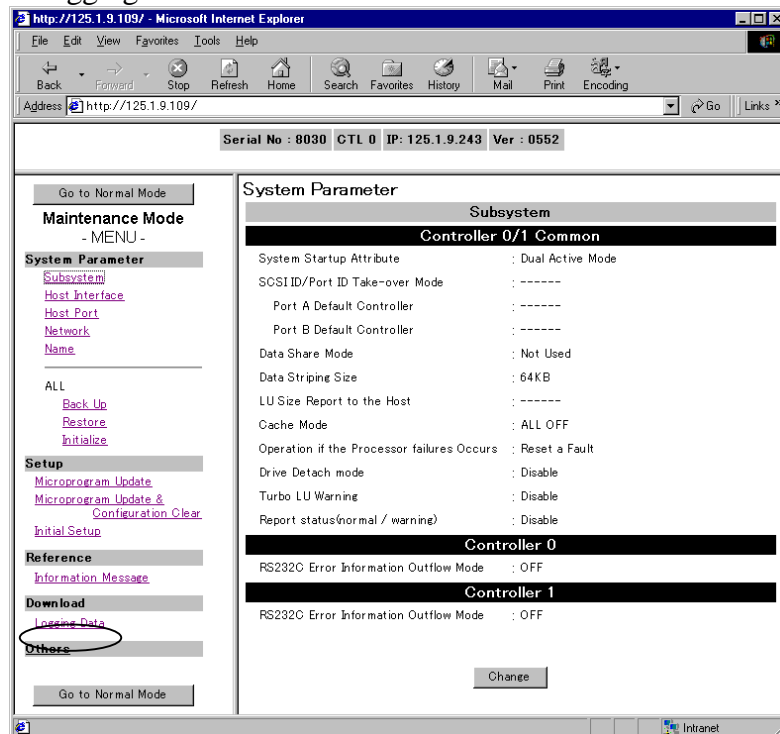 http://125.1.9.109/ - Microsoft Internet Explorer
File Edit View Favorites Tools Help
Back Forward Stop Refresh Home Search Favorites History Mail Print Encoding
Address http://125.1.9.109/ Go Links
Serial No : 8030 CTL 0 IP: 125.1.9.243 Ver : 0552
Go to Normal Mode
Maintenance Mode
- MENU -
System Parameter
Subsystem
Host Interface
Host Port
Network
Name
ALL
Back Up
Restore
Initialize
Setup
Microprogram Update
Microprogram Update &
Configuration Clear
Initial Setup
Reference
Information Message
Download
Logging Data
Others
Go to Normal Mode
System Parameter
Subsystem
Controller 0/1 Common
System Startup Attribute : Dual Active Mode
SCSI ID/Port ID Take-over Mode : ------
Port A Default Controller : ------
Port B Default Controller : ------
Data Share Mode : Not Used
Data Striping Size : 64KB
LU Size Report to the Host : ------
Cache Mode : ALL OFF
Operation if the Processor failures Occurs : Reset a Fault
Drive Detach mode : Disable
Turbo LU Warning : Disable
Report status(normal / warning) : Disable
Controller 0
RS232C Error Information Outflow Mode : OFF
Controller 1
RS232C Error Information Outflow Mode : OFF
Change
Intranet